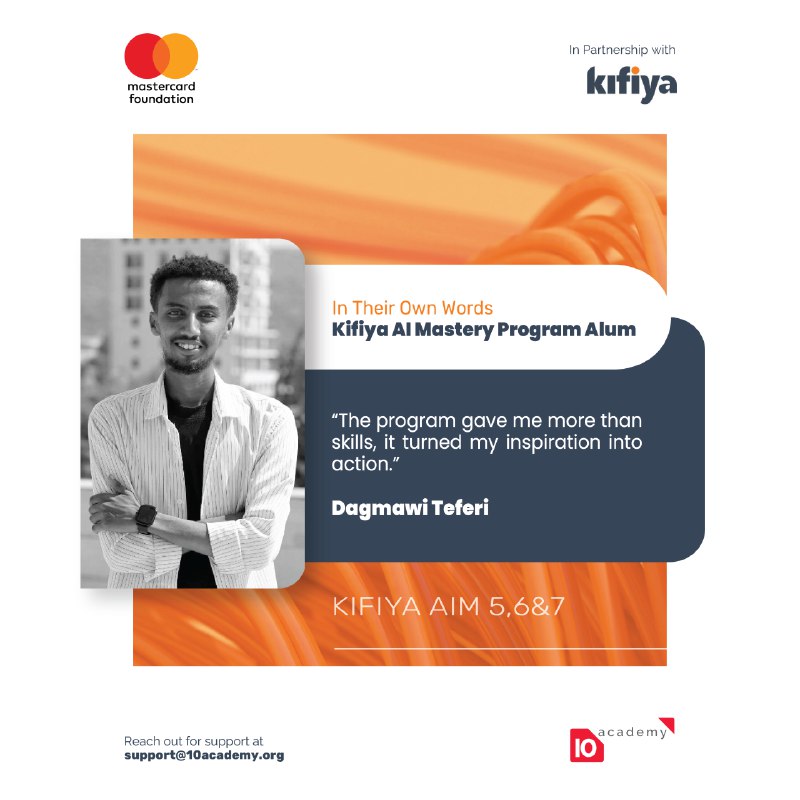 mastercard
foundation
In Partnership with
kifiya
In Their Own Words
Kifiya AI Mastery Program Alum
“The program gave me more than
skills, it turned my inspiration into
action.”
Dagmawi Teferi
KIFIYA AIM 5,6&7
Reach out for support at
support@10academy.org
10 academy